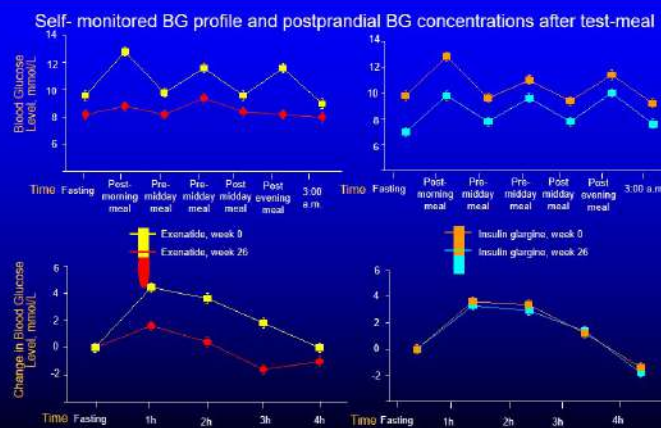 Self- monitored BG profile and postprandial BG concentrations after test-meal
Blood Glucose
Level, mmol/L
14
12
10
8
6
Time
Fasting
Post-
morning
meal
Pre-
midday
meal
Pre-
midday
meal
Post
midday
meal
Post
evening
meal
3:00
a.m.
14
12
10
8
6
Time
Fasting
Post-
morning
meal
Pre-
midday
meal
Pre-
midday
meal
Post
midday
meal
Post
evening
meal
3:00 a.m.
Exenatide, week 0
Exenatide, week 26
Insulin glargine, week 0
Insulin glargine, week 26
Change in Blood Glucose
Level, mmol/L
6
4
2
0
-2
Time
Fasting
1h
2h
3h
4h
6
4
2
0
-2
Time
Fasting
1h
2h
3h
4h